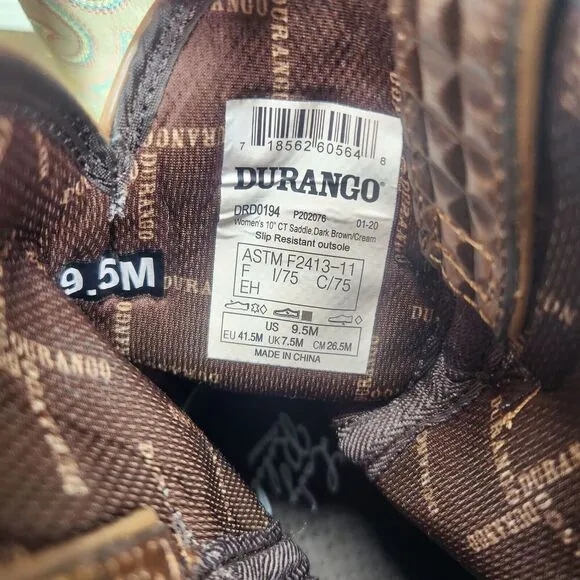 7 18562 60564 8
DURANGO®
DRD0194 P202076 01-20
Women's 10" CT Saddle,Dark Brown/Cream
Slip Resistant outsole
ASTM F2413-11
F I/75 C/75
EH
US 9.5M
EU 41.5M UK 7.5M CM 26.5M
MADE IN CHINA
9.5M
DURANGO
DURANGO
DURANGO
DURANGO
DURANGO